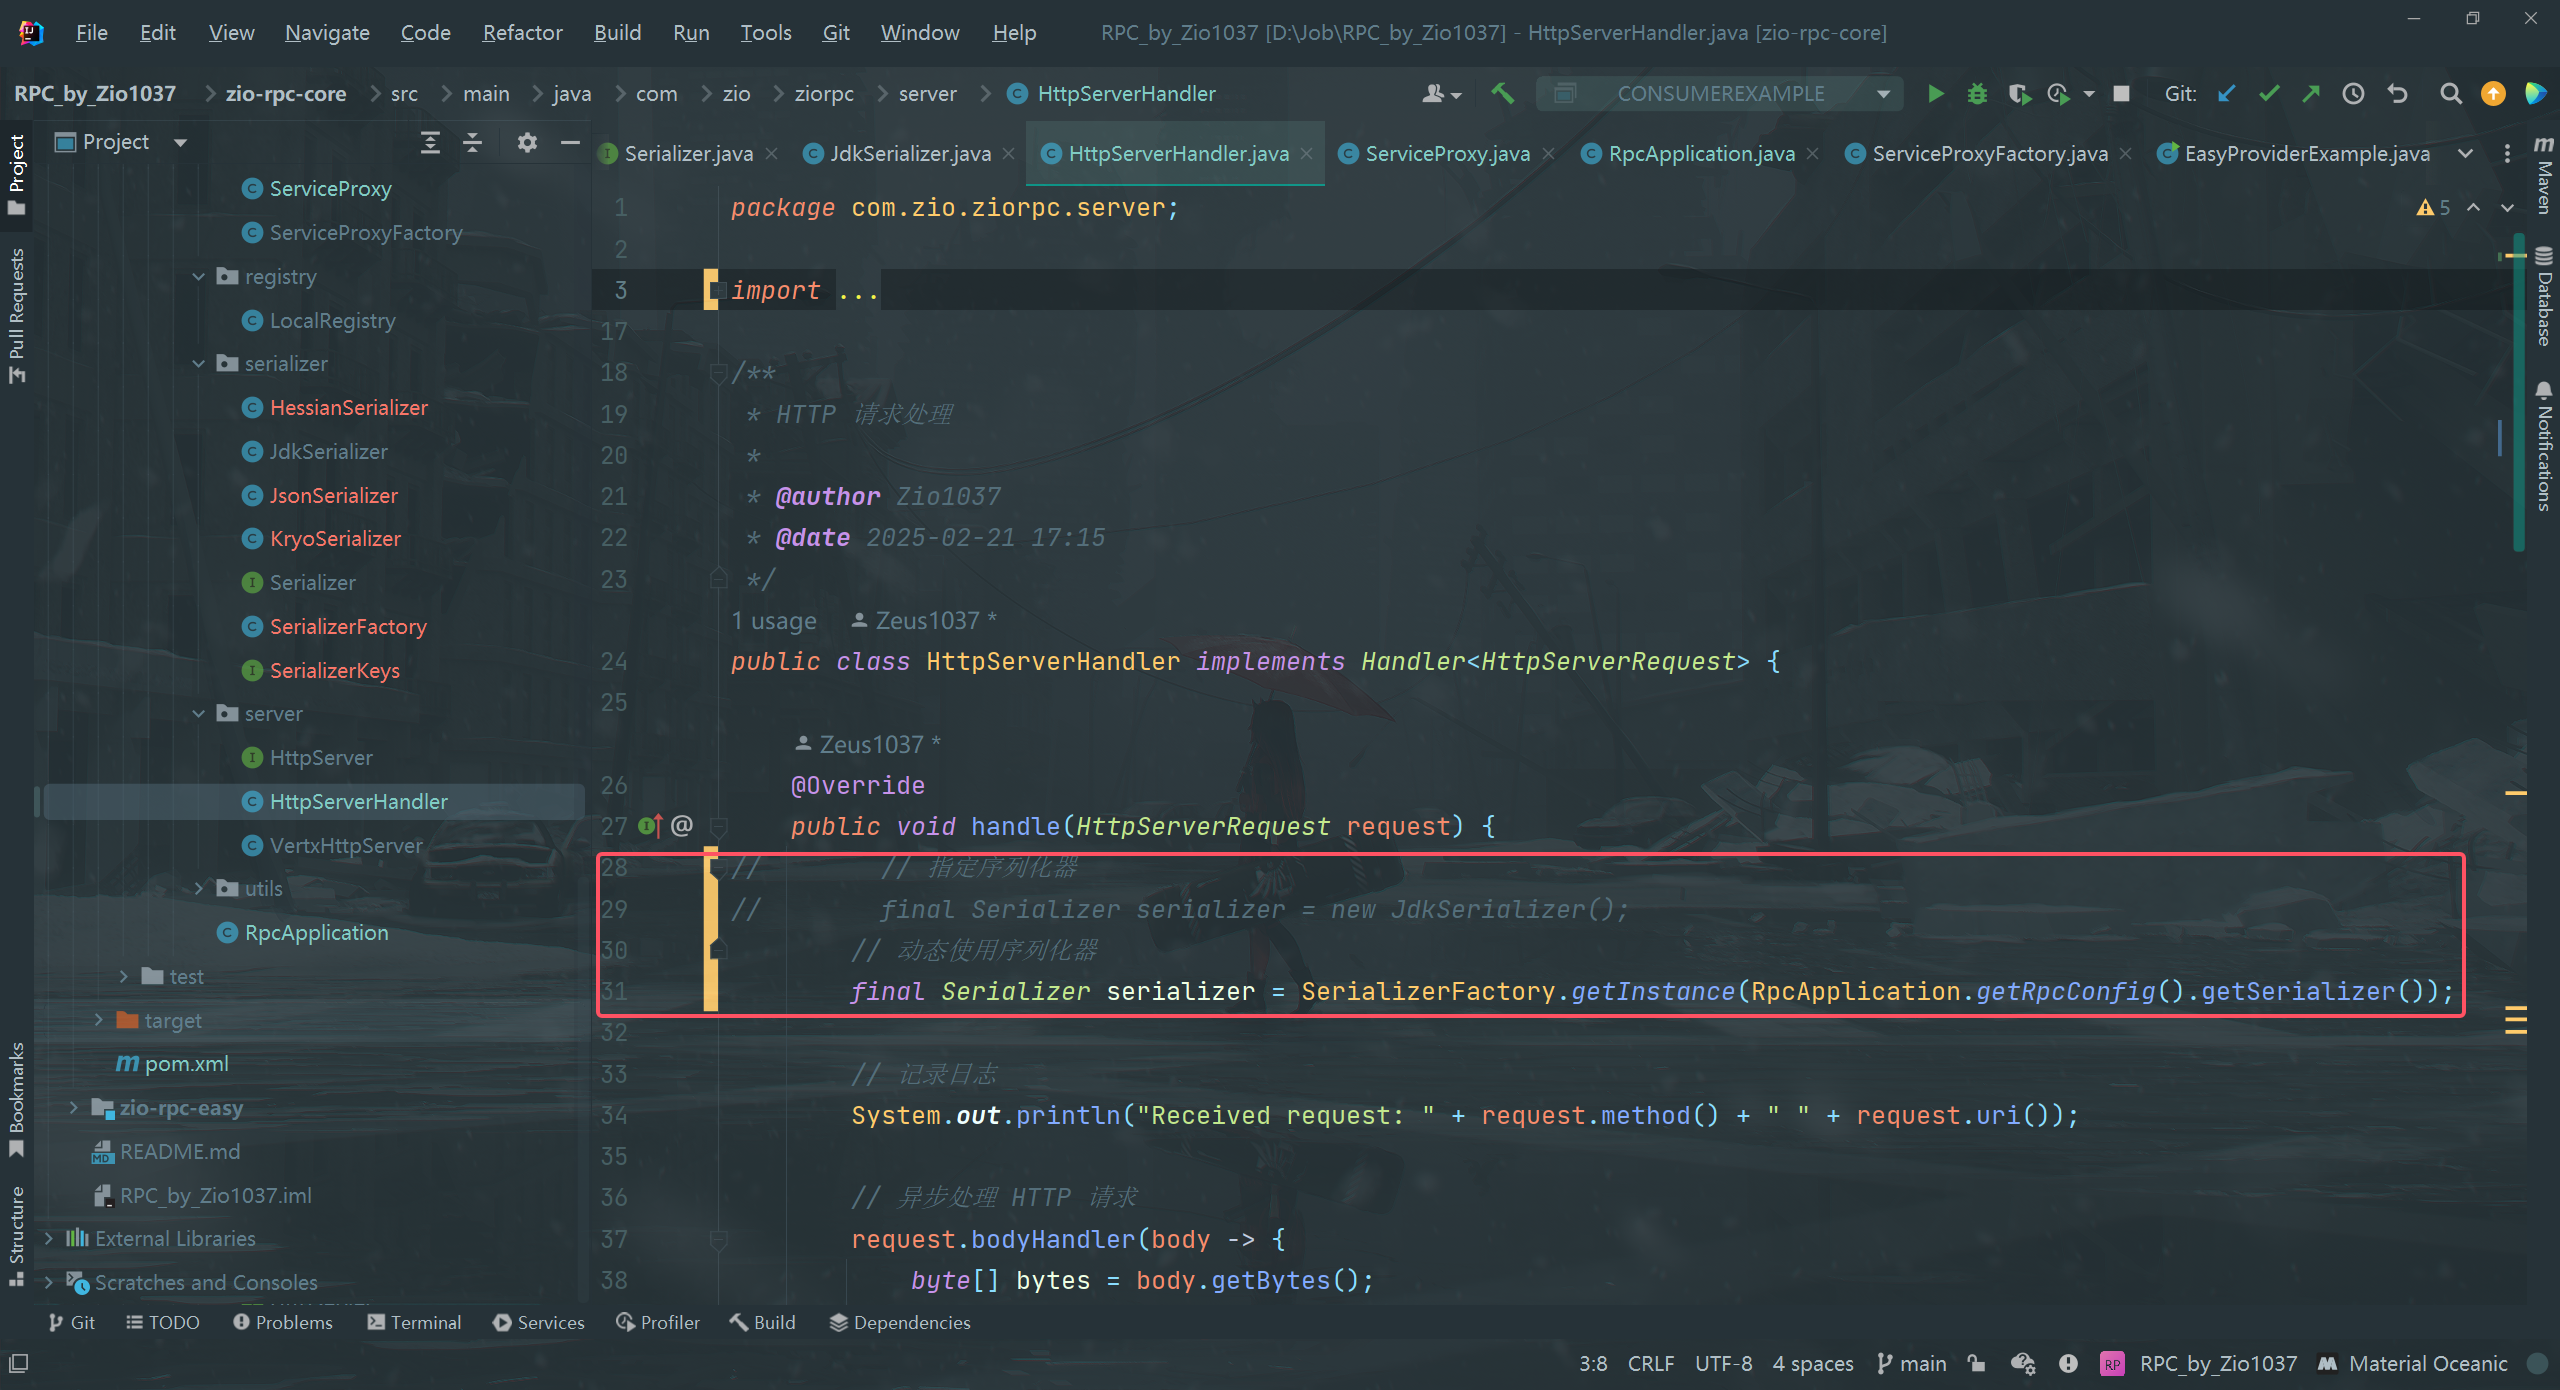 File Edit View Navigate Code Refactor Build Run Tools Git Window Help RPC_by_Zio1037 [D:\Job\RPC_by_Zio1037] - HttpServerHandler.java [zio-rpc-core]
RPC_by_Zio1037 zio-rpc-core src main java com zio ziorpc server HttpServerHandler CONSUMEREXAMPLE Git:
Project
Serializer.java JdkSerializer.java HttpServerHandler.java ServiceProxy.java RpcApplication.java ServiceProxyFactory.java EasyProviderExample.java
Project
Pull Requests
Bookmarks
Structure
ServiceProxy
ServiceProxyFactory
registry
LocalRegistry
serializer
HessianSerializer
JdkSerializer
JsonSerializer
KryoSerializer
Serializer
SerializerFactory
SerializerKeys
server
HttpServer
HttpServerHandler
VertxHttpServer
utils
RpcApplication
test
target
pom.xml
zio-rpc-easy
README.md
RPC_by_Zio1037.iml
External Libraries
Scratches and Consoles
5
1 package com.zio.ziorpc.server;
2
3 import ...
17
18 /**
19 * HTTP 请求处理
20 *
21 * @author Zio1037
22 * @date 2025-02-21 17:15
23 */
1 usage Zeus1037 *
24 public class HttpServerHandler implements Handler<HttpServerRequest> {
25
Zeus1037 *
26 @Override
27 public void handle(HttpServerRequest request) {
28 // // 指定序列化器
29 // final Serializer serializer = new JdkSerializer();
30 // 动态使用序列化器
31 final Serializer serializer = SerializerFactory.getInstance(RpcApplication.getRpcConfig().getSerializer());
32
33 // 记录日志
34 System.out.println("Received request: " + request.method() + " " + request.uri());
35
36 // 异步处理 HTTP 请求
37 request.bodyHandler(body -> {
38 byte[] bytes = body.getBytes();
Maven
Database
Notifications
Git TODO Problems Terminal Services Profiler Build Dependencies
3:8 CRLF UTF-8 4 spaces main RP RPC_by_Zio1037 Material Oceanic